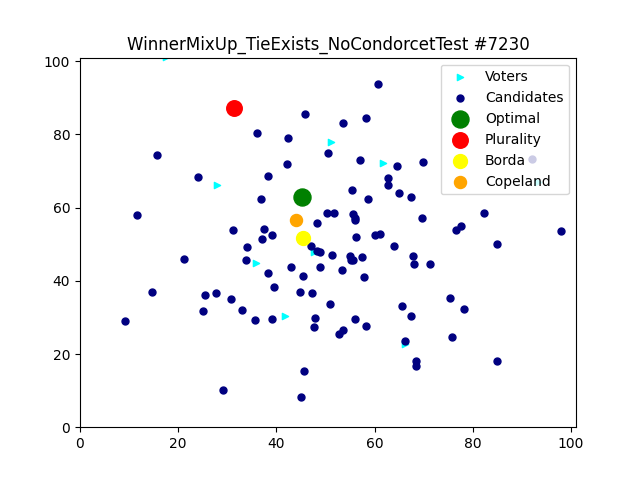 WinnerMixUp_TieExists_NoCondorcetTest #7230
100
80
60
40
20
0
0
20
40
60
80
100
Voters
Candidates
Optimal
Plurality
Borda
Copeland